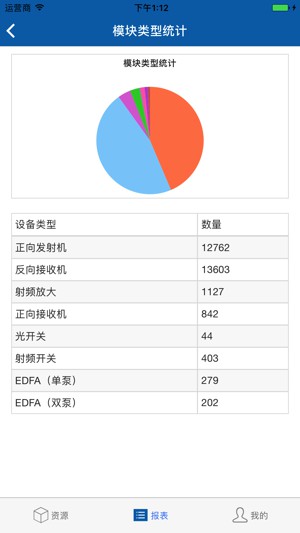 运营商 下午1:12
模块类型统计
模块类型统计
设备类型 数量
正向发射机 12762
反向接收机 13603
射频放大 1127
正向接收机 842
光开关 44
射频开关 403
EDFA（单泵） 279
EDFA（双泵） 202
资源 报表 我的